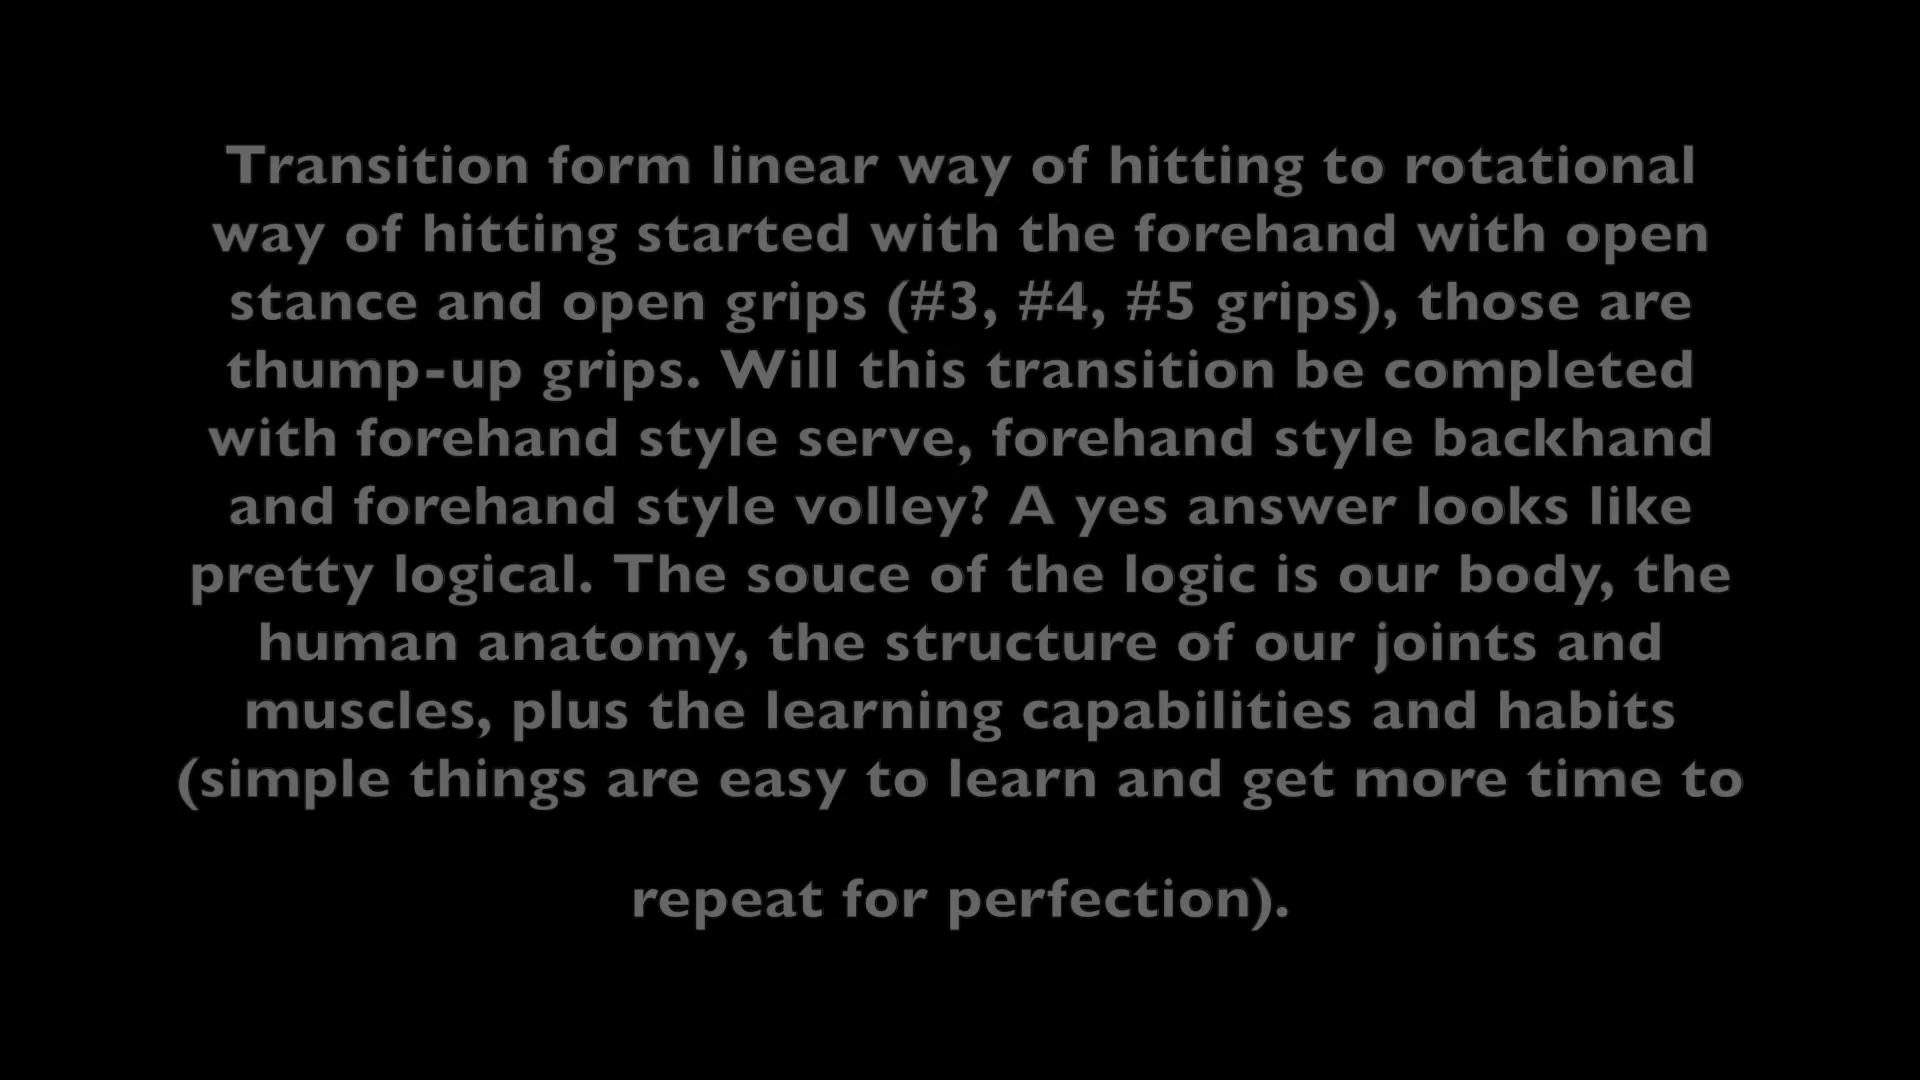 Transition form linear way of hitting to rotational
way of hitting started with the forehand with open
stance and open grips (#3, #4, #5 grips), those are
thump-up grips. Will this transition be completed
with forehand style serve, forehand style backhand
and forehand style volley? A yes answer looks like
pretty logical. The souce of the logic is our body, the
human anatomy, the structure of our joints and
muscles, plus the learning capabilities and habits
(simple things are easy to learn and get more time to
repeat for perfection).